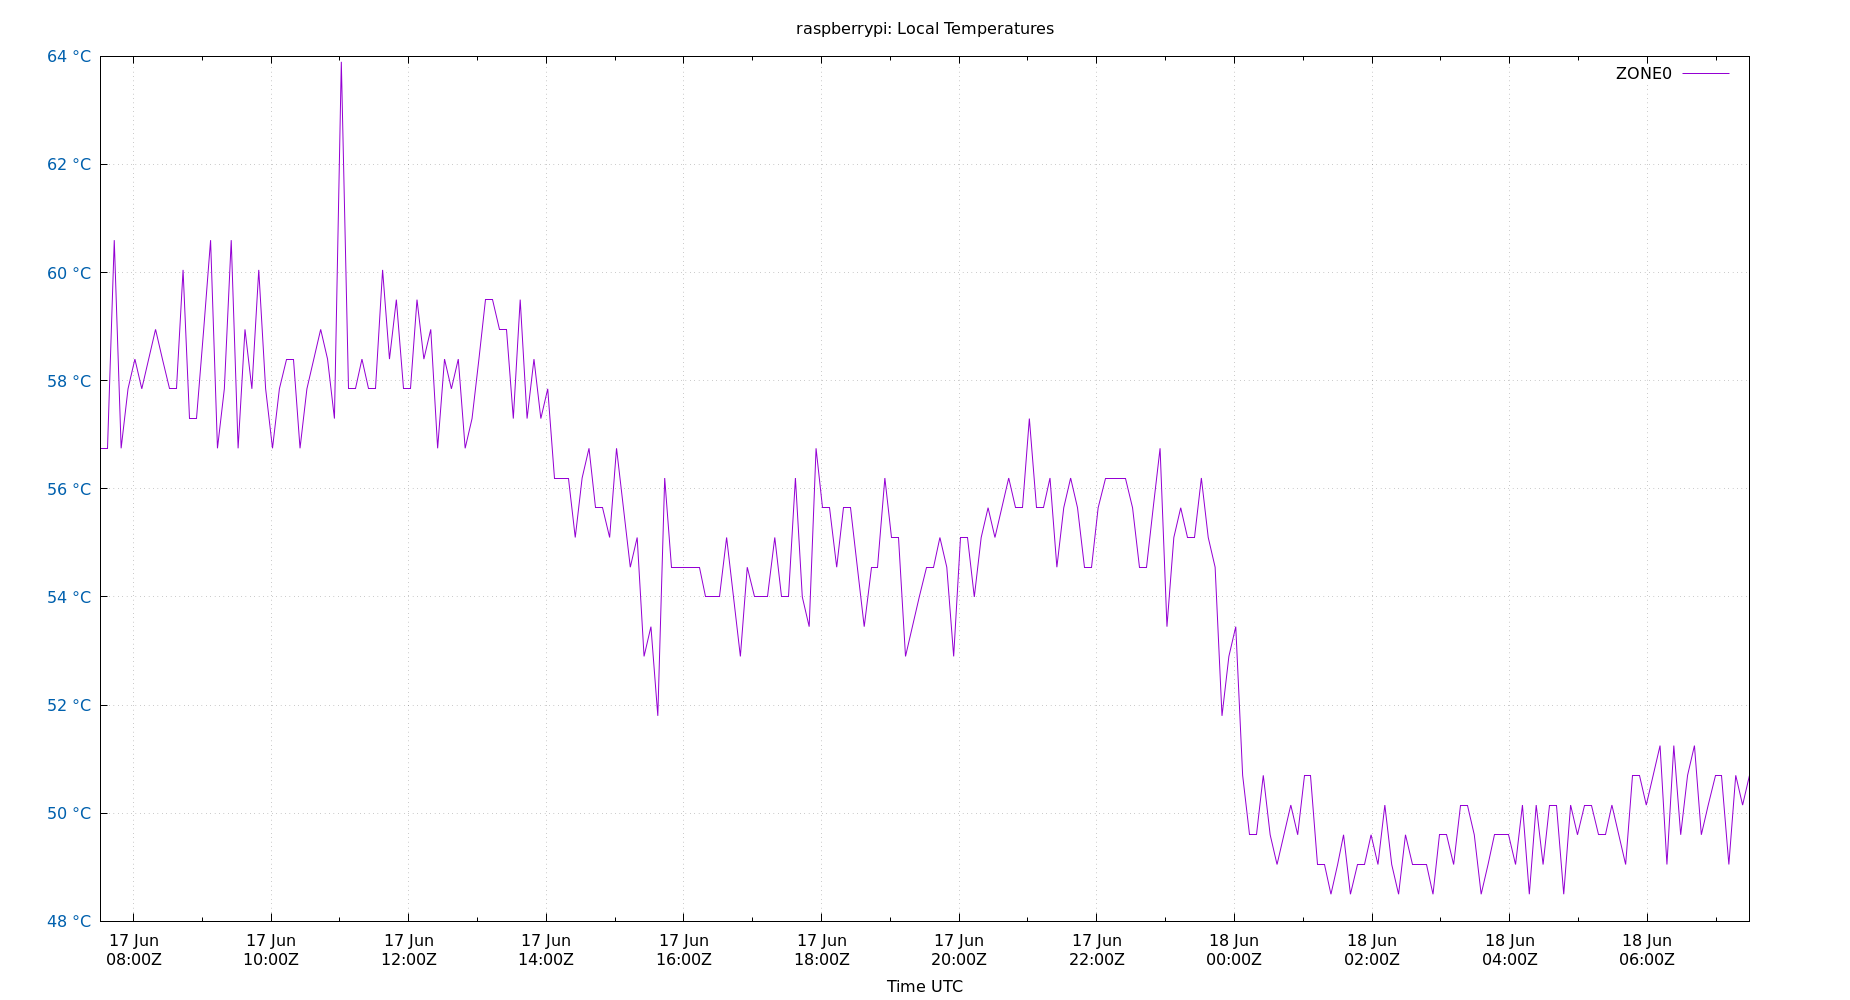 raspberrypi: Local Temperatures
64 °C
ZONE0
62 °C
60 °C
58 °C
56 °C
54 °C
52 °C
50 °C
48 °C
17 Jun 17 Jun 17 Jun 17 Jun 17 Jun 17 Jun 17 Jun 17 Jun 18 Jun 18 Jun 18 Jun 18 Jun
08:00Z 10:00Z 12:00Z 14:00Z 16:00Z 18:00Z 20:00Z 22:00Z 00:00Z 02:00Z 04:00Z 06:00Z
Time UTC